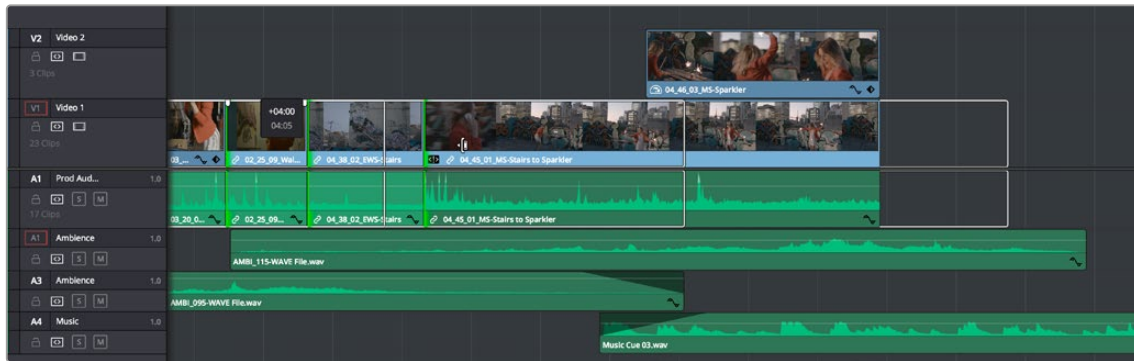 V2 Video 2
3 Clips
04_46_03_MS-Sparkler
V1 Video 1
23 Clips
+04:00
04:05
03_...
02_25_09_Wal...
04_38_02_EWS-Stairs
04_45_01_MS-Stairs to Sparkler
A1 Prod Aud... 1.0
S M
17 Clips
03_20_0...
02_25_09...
04_38_02_EWS-Stairs
04_45_01_MS-Stairs to Sparkler
A1 Ambience 1.0
S M
AMBI_115-WAVE File.wav
A3 Ambience 1.0
S M
AMBI_095-WAVE File.wav
A4 Music 1.0
S M
Music Cue 03.wav